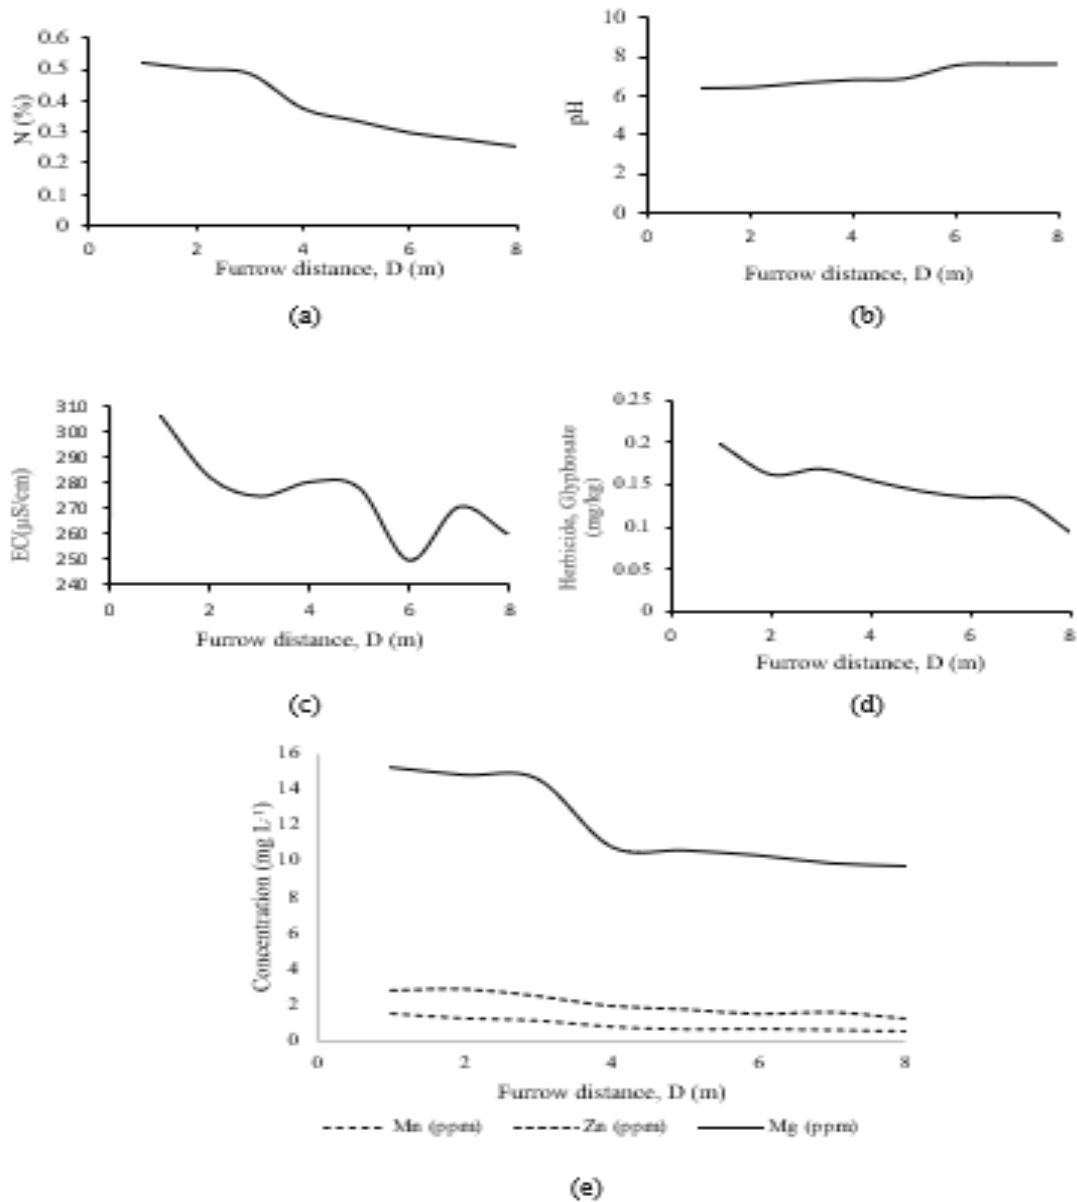 0.6
0.5
0.4
0.3
0.2
0.1
0
N (%)
0 2 4 6 8
Furrow distance, D (m)
(a)
10
8
6
4
2
0
pH
0 2 4 6 8
Furrow distance, D (m)
(b)
310
300
290
280
270
260
250
240
EC(µS/cm)
0 2 4 6 8
Furrow distance, D (m)
(c)
0.25
0.2
0.15
0.1
0.05
0
Herbicide, Glyphosate
(mg/kg)
0 2 4 6 8
Furrow distance, D (m)
(d)
16
14
12
10
8
6
4
2
0
Concentration (mg L⁻¹)
0 2 4 6 8
Furrow distance, D (m)
Mn (ppm) Zn (ppm) Mg (ppm)
(e)